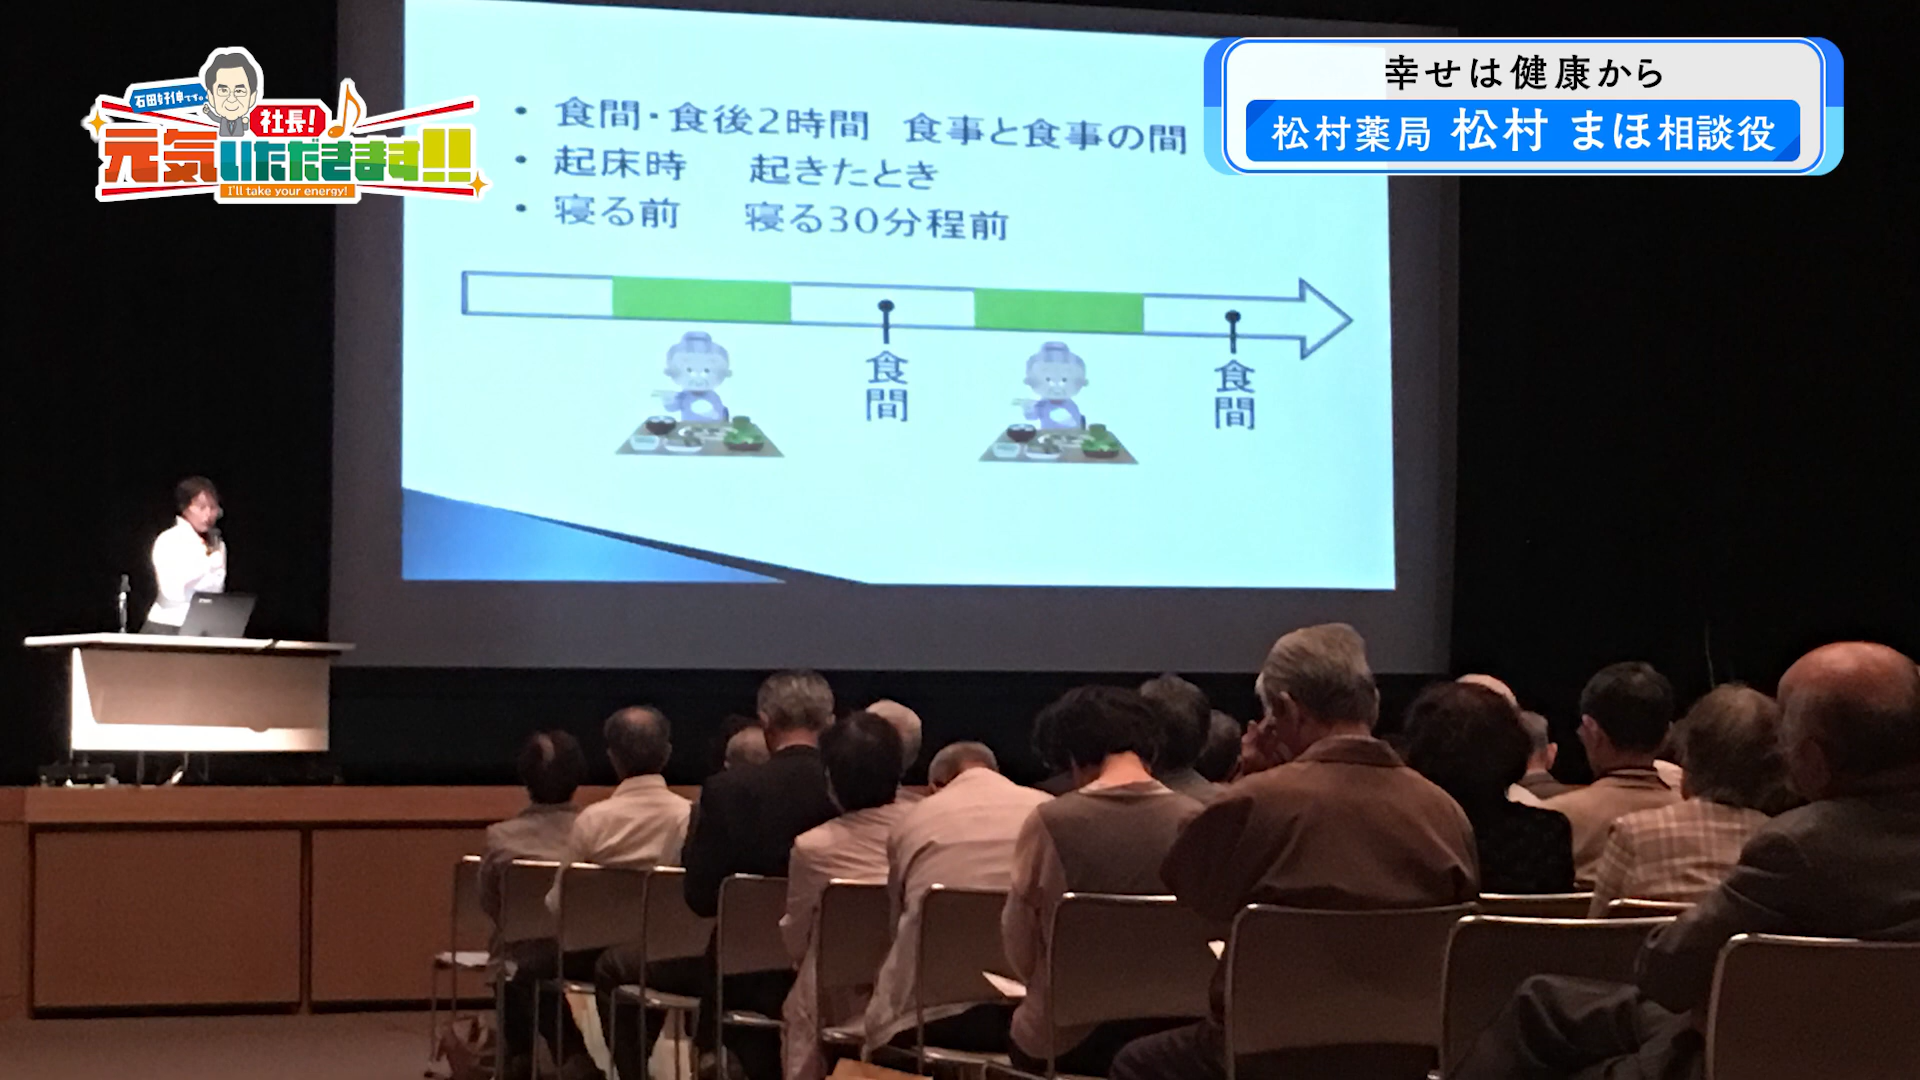 石田好伸です。
社長!
元気いただきます!!
I'll take your energy!
幸せは健康から
松村薬局 松村 まほ相談役
• 食間・食後2時間 食事と食事の間
• 起床時 起きたとき
• 寝る前 寝る30分程前
食間
食間